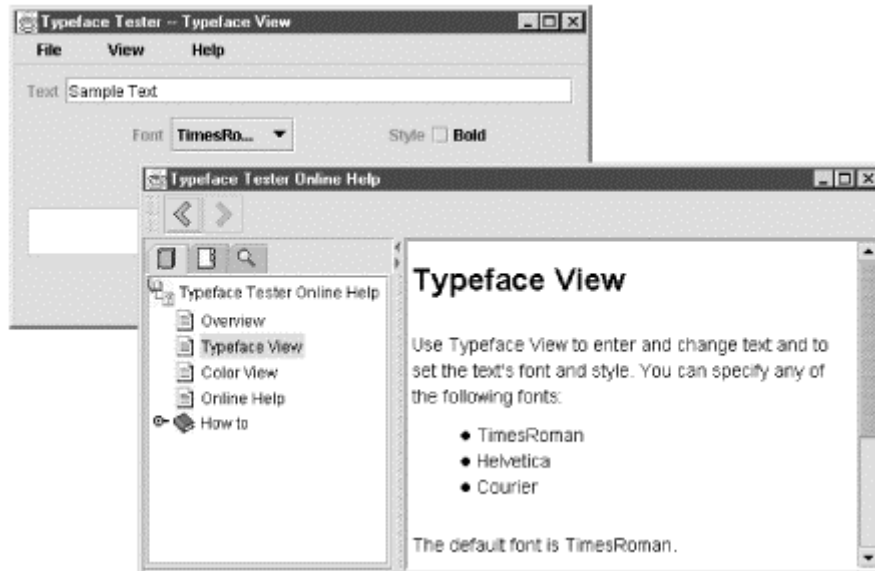 Typeface Tester -- Typeface View
File View Help
Text Sample Text
Font TimesRo... Style Bold
Typeface Tester Online Help
Typeface Tester Online Help
Overview
Typeface View
Color View
Online Help
How to
Typeface View
Use Typeface View to enter and change text and to
set the text's font and style. You can specify any of
the following fonts:
● TimesRoman
● Helvetica
● Courier
The default font is TimesRoman.